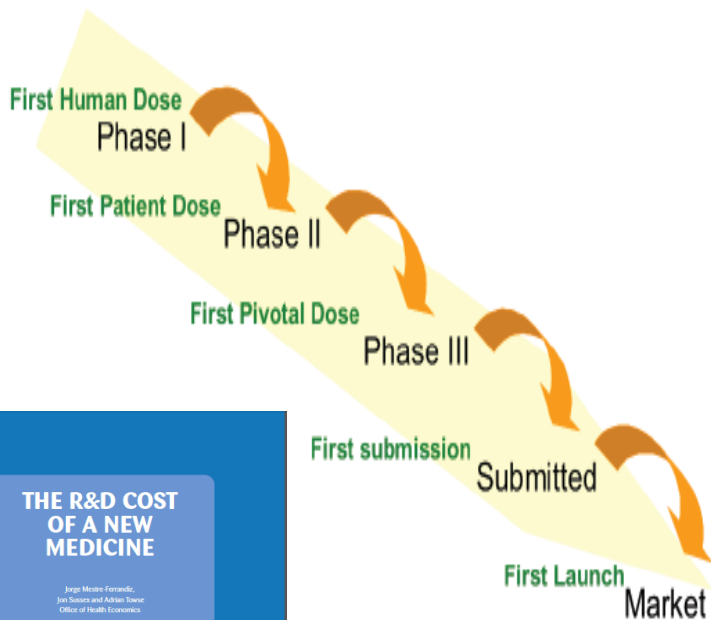 First Human Dose
Phase I
First Patient Dose
Phase II
First Pivotal Dose
Phase III
First submission
Submitted
First Launch
Market
THE R&D COST
OF A NEW
MEDICINE
Jorge Mestre-Ferrandiz,
Jon Sussex and Adrian Towse
Office of Health Economics